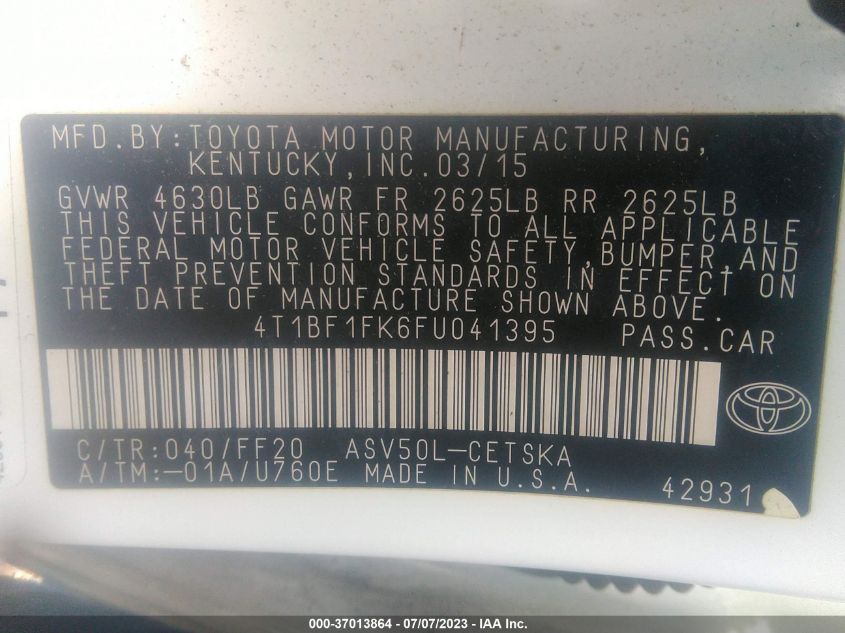 MFD.BY:TOYOTA MOTOR MANUFACTURING,
KENTUCKY,INC.03/15
GVWR 4630LB GAWR FR 2625LB RR 2625LB
THIS VEHICLE CONFORMS TO ALL APPLICABLE
FEDERAL MOTOR VEHICLE SAFETY,BUMPER,AND
THEFT PREVENTION STANDARDS IN EFFECT ON
THE DATE OF MANUFACTURE SHOWN ABOVE.
4T1BF1FK6FU041395 PASS.CAR
C/TR:040/FF20 ASV50L-CETSKA
A/TM:-01A/U760E MADE IN U.S.A.
42931
000-37013864 / 07/07/2023 - IAA Inc.